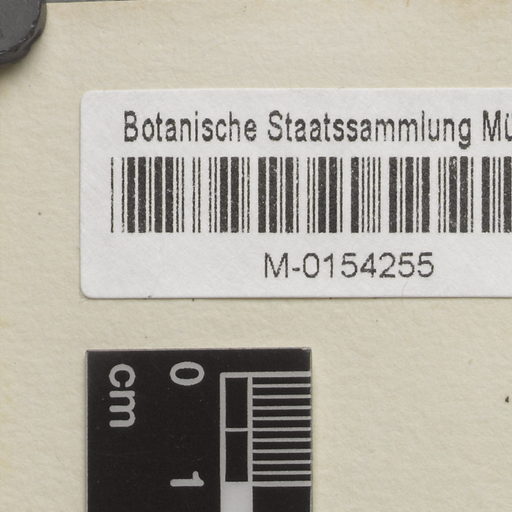 Botanische Staatssammlung Mü
M-0154255
cm
0
1